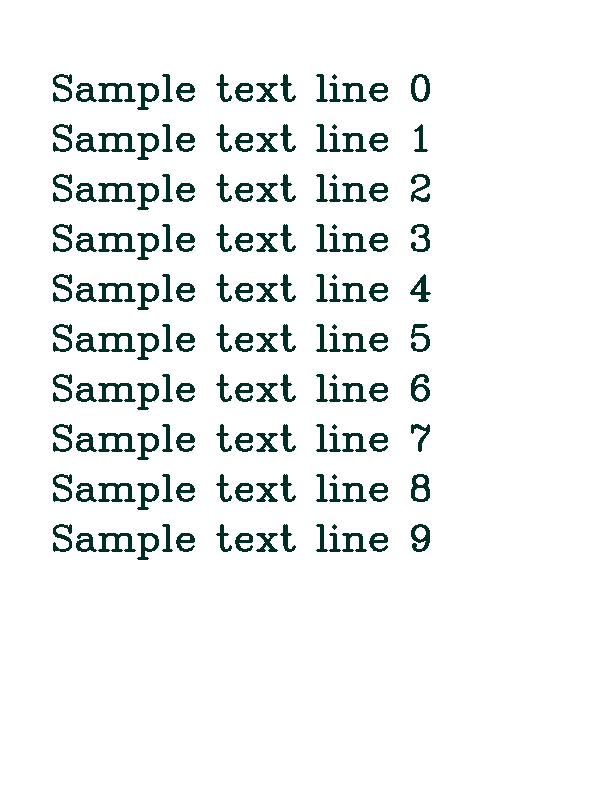 Sample text line 0
Sample text line 1
Sample text line 2
Sample text line 3
Sample text line 4
Sample text line 5
Sample text line 6
Sample text line 7
Sample text line 8
Sample text line 9